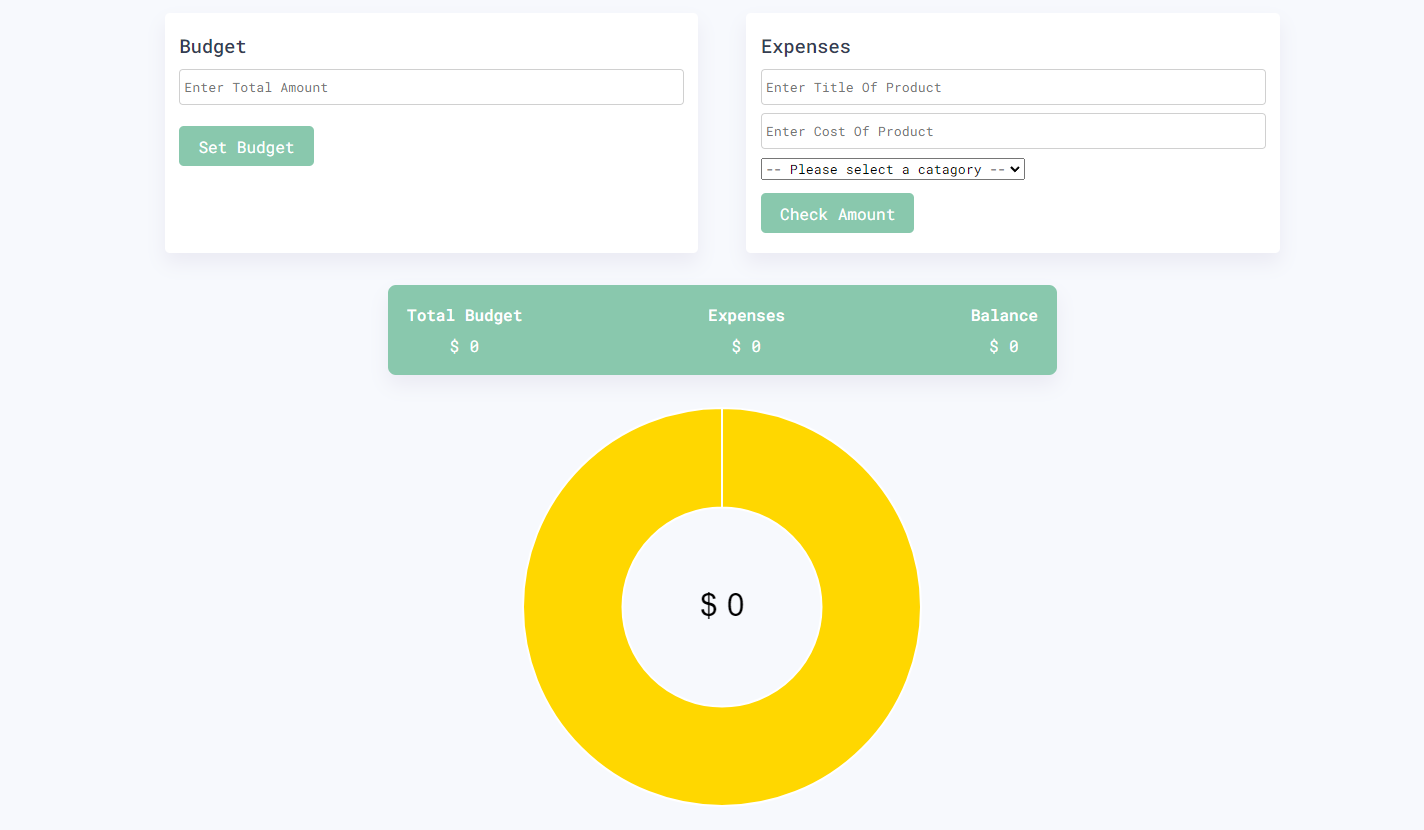 Budget
Enter Total Amount
Set Budget
Expenses
Enter Title Of Product
Enter Cost Of Product
-- Please select a catagory --
Check Amount
Total Budget
$ 0
Expenses
$ 0
Balance
$ 0
$ 0